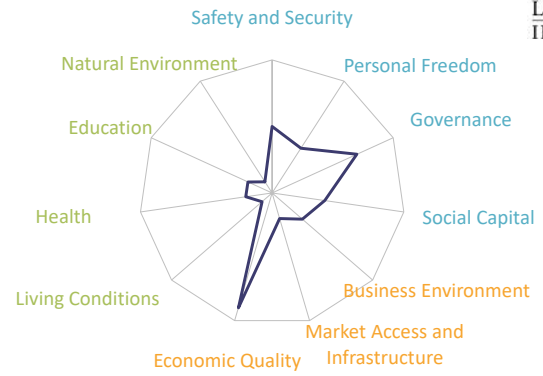 Safety and Security
Natural Environment
Personal Freedom
Education
Governance
Health
Social Capital
Living Conditions
Business Environment
Market Access and
Infrastructure
Economic Quality